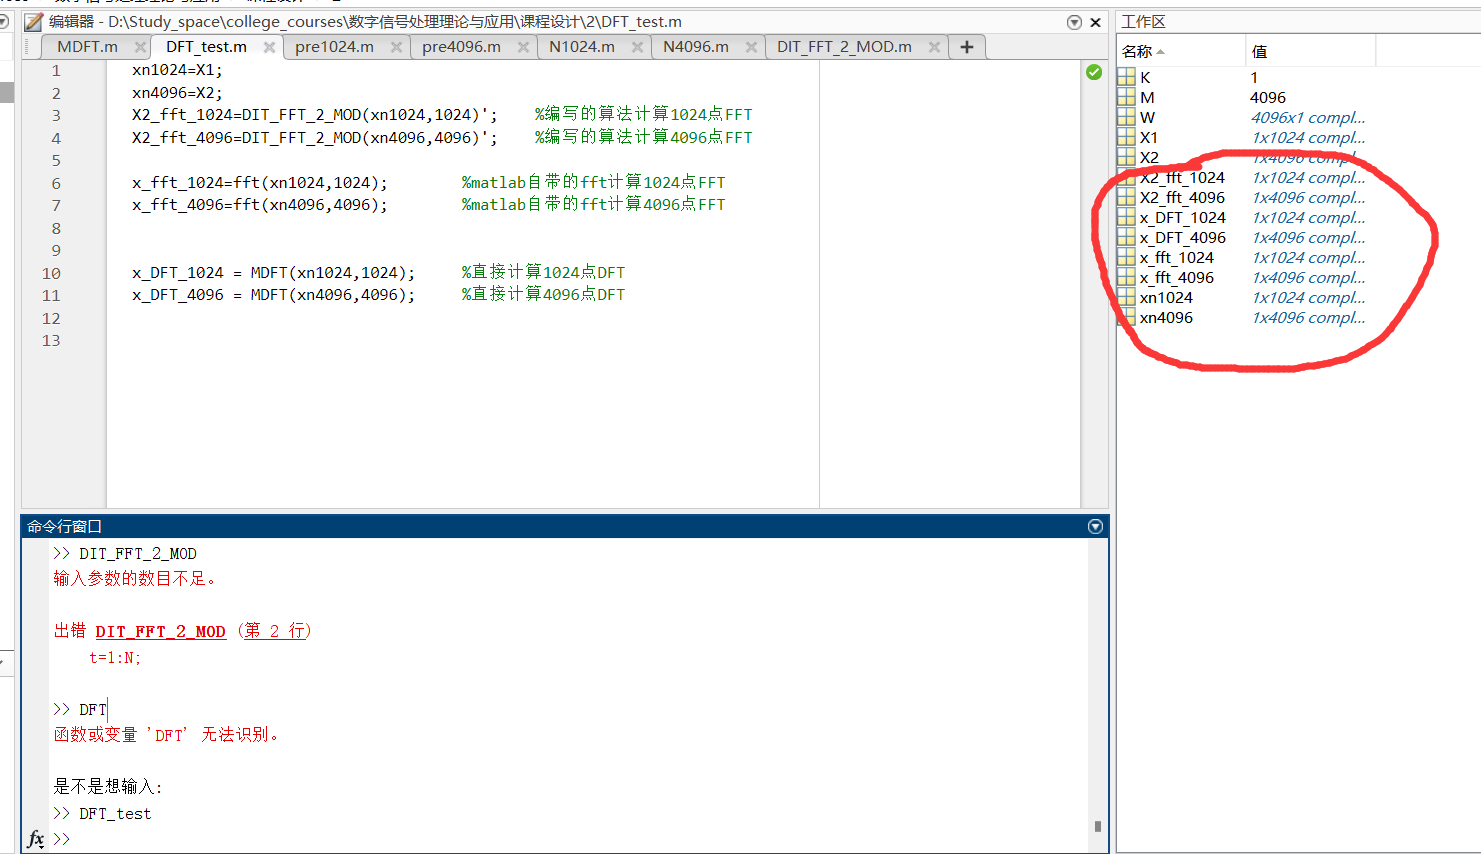 编辑器 - D:\Study_space\college_courses\数字信号处理理论与应用\课程设计\2\DFT_test.m
MDFT.m DFT_test.m pre1024.m pre4096.m N1024.m N4096.m DIT_FFT_2_MOD.m
1 xn1024=X1;
2 xn4096=X2;
3 X2_fft_1024=DIT_FFT_2_MOD(xn1024,1024)'; %编写的算法计算1024点FFT
4 X2_fft_4096=DIT_FFT_2_MOD(xn4096,4096)'; %编写的算法计算4096点FFT
5
6 x_fft_1024=fft(xn1024,1024); %matlab自带的fft计算1024点FFT
7 x_fft_4096=fft(xn4096,4096); %matlab自带的fft计算4096点FFT
8
9
10 x_DFT_1024 = MDFT(xn1024,1024); %直接计算1024点DFT
11 x_DFT_4096 = MDFT(xn4096,4096); %直接计算4096点DFT
12
13
命令行窗口
>> DIT_FFT_2_MOD
输入参数的数目不足。
出错 DIT_FFT_2_MOD (第 2 行)
t=1:N;
>> DFT
函数或变量 'DFT' 无法识别。
是不是想输入:
>> DFT_test
fx >>
工作区
名称 值
K 1
M 4096
W 4096x1 compl...
X1 1x1024 compl...
X2 1x4096 compl...
X2_fft_1024 1x1024 compl...
X2_fft_4096 1x4096 compl...
x_DFT_1024 1x1024 compl...
x_DFT_4096 1x4096 compl...
x_fft_1024 1x1024 compl...
x_fft_4096 1x4096 compl...
xn1024 1x1024 compl...
xn4096 1x4096 compl...